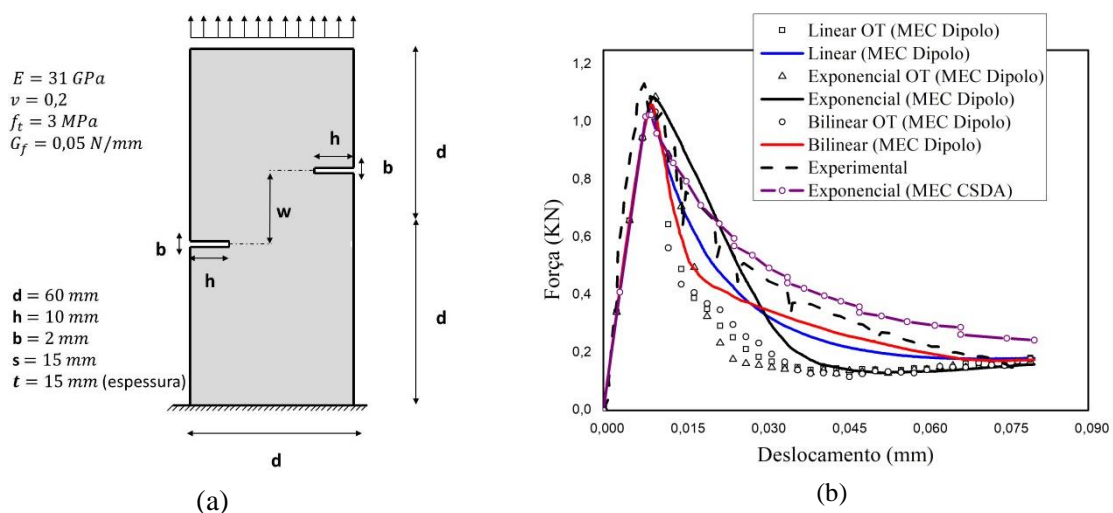 E = 31 GPa
v = 0,2
f_t = 3 MPa
G_f = 0,05 N/mm
h
b
d
w
b
h
d
d = 60 mm
h = 10 mm
b = 2 mm
s = 15 mm
t = 15 mm (espessura)
d
(a)
Linear OT (MEC Dipolo)
Linear (MEC Dipolo)
Exponencial OT (MEC Dipolo)
Exponencial (MEC Dipolo)
Bilinear OT (MEC Dipolo)
Bilinear (MEC Dipolo)
Experimental
Exponencial (MEC CSDA)
1,2
1,0
0,8
0,6
0,4
0,2
0,0
Força (KN)
0,000 0,015 0,030 0,045 0,060 0,075 0,090
Deslocamento (mm)
(b)